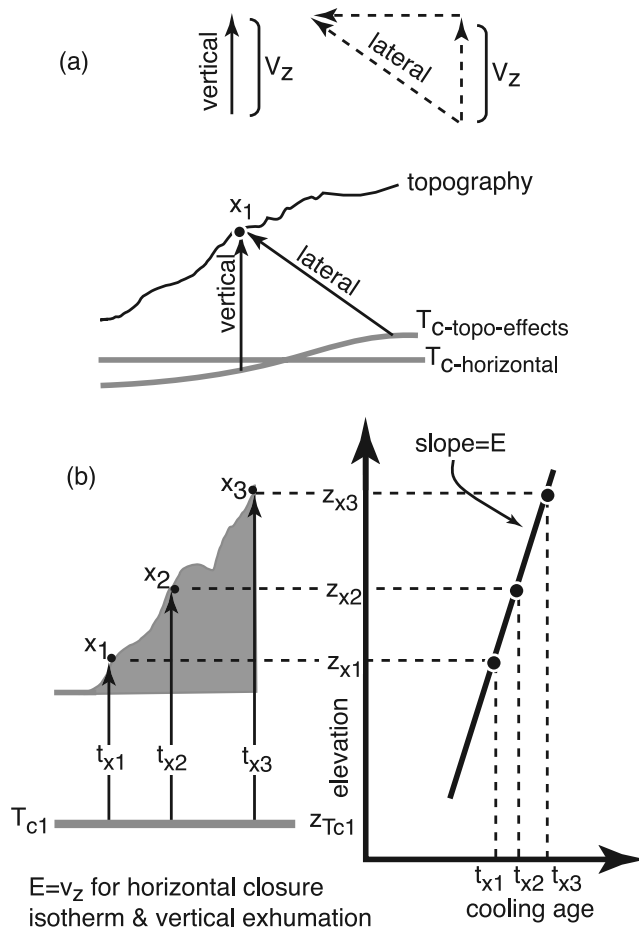 (a)
vertical
Vz
lateral
Vz
topography
x1
vertical
lateral
Tc-topo-effects
Tc-horizontal
(b)
slope=E
x3
zx3
x2
zx2
x1
zx1
elevation
tx1
tx2
tx3
Tc1
zTc1
tx1 tx2 tx3
cooling age
E=vz for horizontal closure
isotherm & vertical exhumation